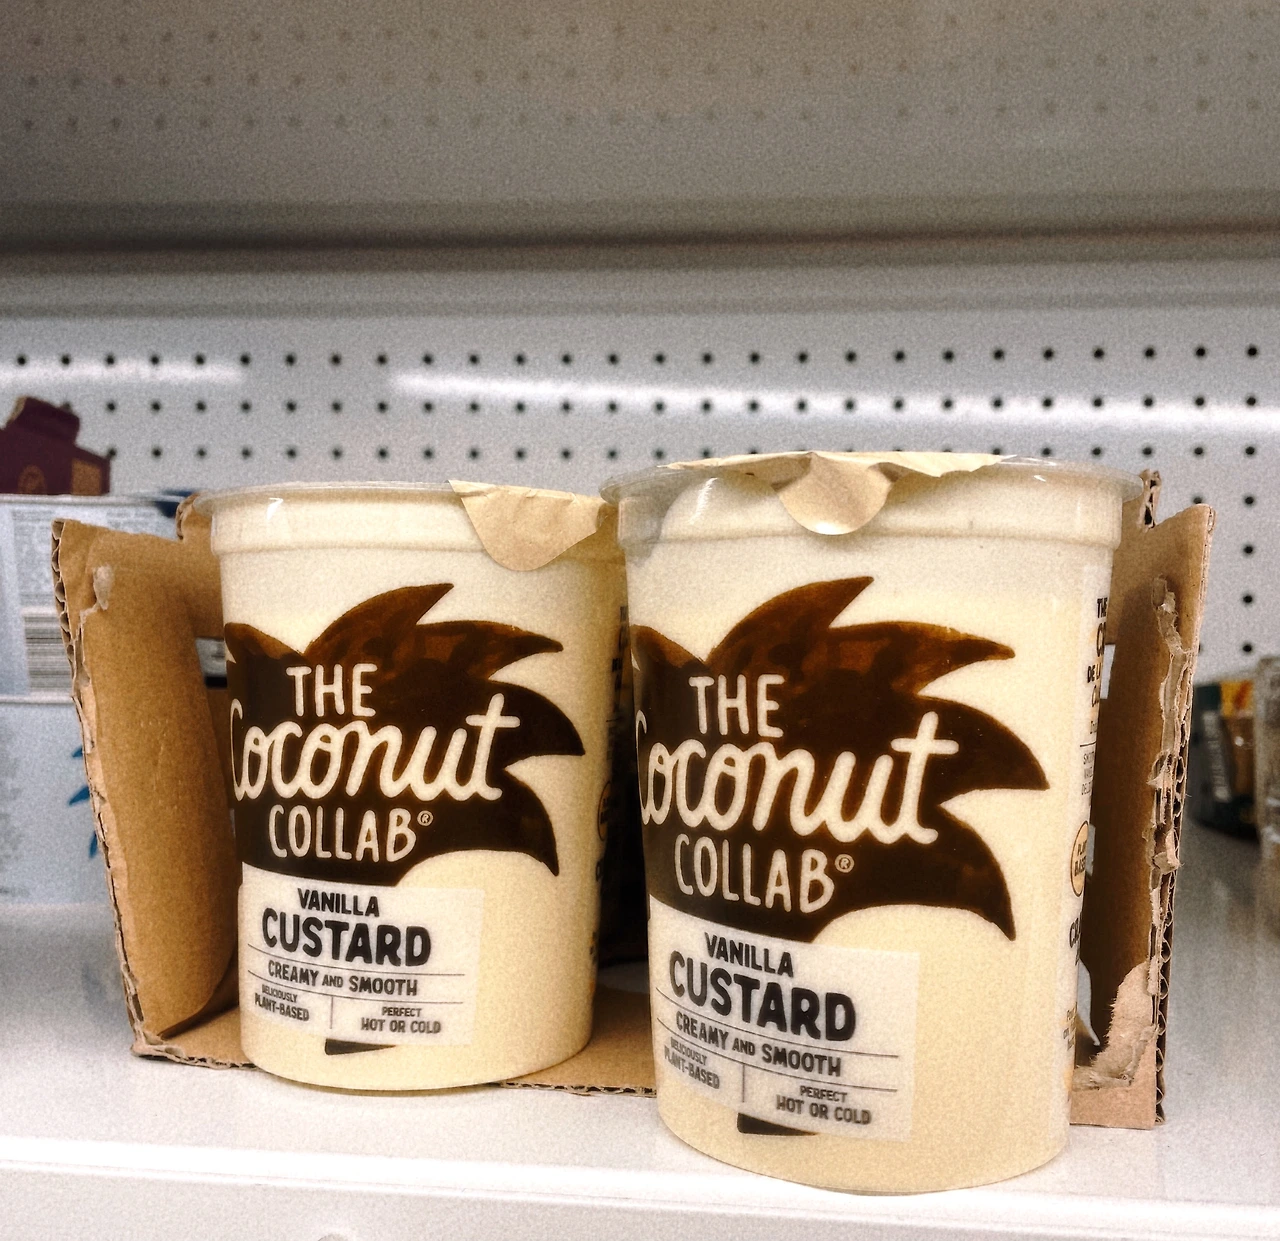 THE
Coconut
COLLAB®
VANILLA
CUSTARD
CREAMY AND SMOOTH
DELICIOUSLY
PLANT-BASED
PERFECT
HOT OR COLD
THE
Coconut
COLLAB®
VANILLA
CUSTARD
CREAMY AND SMOOTH
DELICIOUSLY
PLANT-BASED
PERFECT
HOT OR COLD